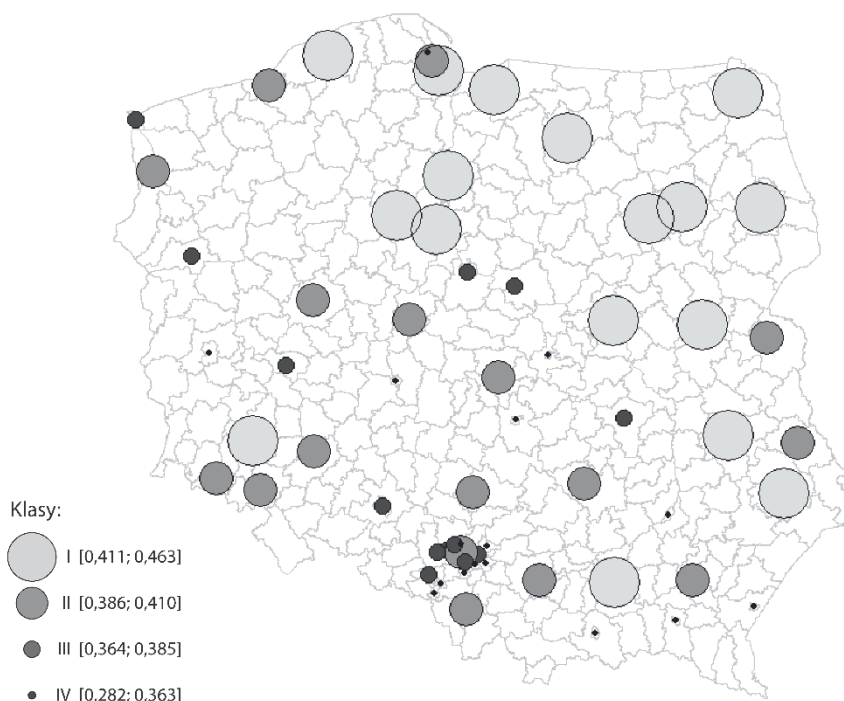 Klasy:
I [0,411; 0,463]
II [0,386; 0,410]
III [0,364; 0,385]
IV [0,282; 0,363]